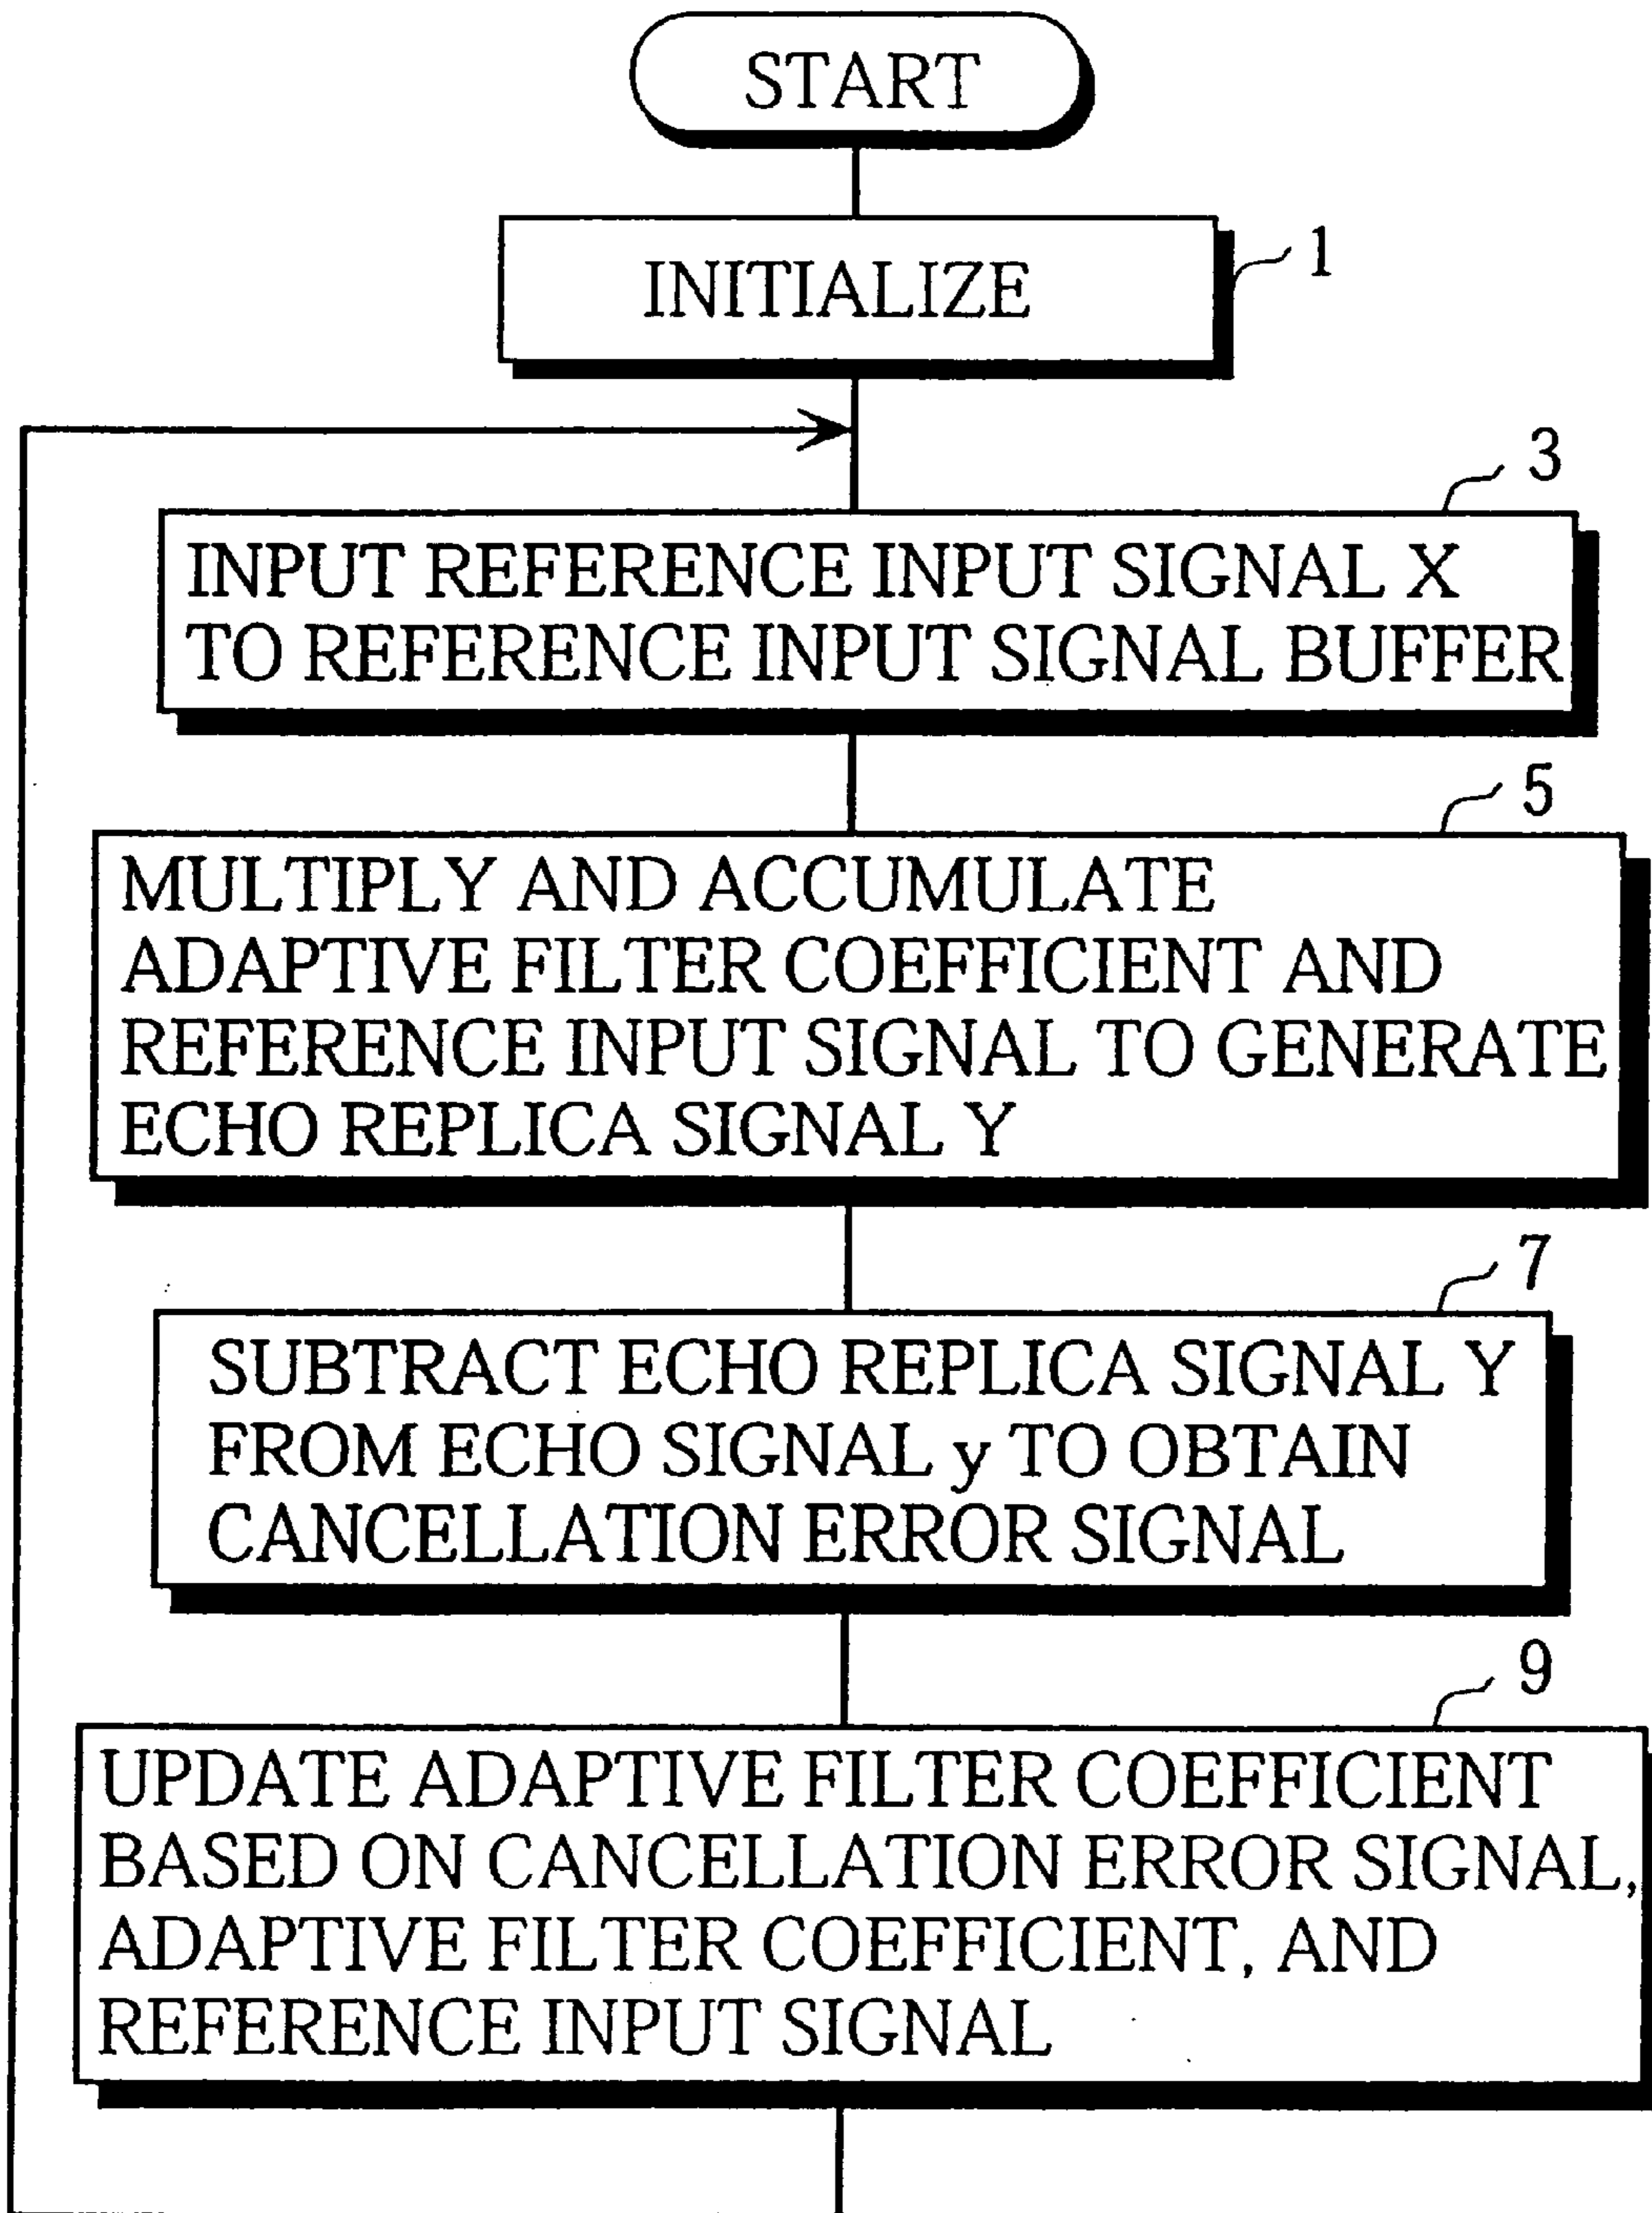 START
INITIALIZE
1
3
INPUT REFERENCE INPUT SIGNAL X
TO REFERENCE INPUT SIGNAL BUFFER
5
MULTIPLY AND ACCUMULATE
ADAPTIVE FILTER COEFFICIENT AND
REFERENCE INPUT SIGNAL TO GENERATE
ECHO REPLICA SIGNAL Y
7
SUBTRACT ECHO REPLICA SIGNAL Y
FROM ECHO SIGNAL y TO OBTAIN
CANCELLATION ERROR SIGNAL
9
UPDATE ADAPTIVE FILTER COEFFICIENT
BASED ON CANCELLATION ERROR SIGNAL,
ADAPTIVE FILTER COEFFICIENT, AND
REFERENCE INPUT SIGNAL